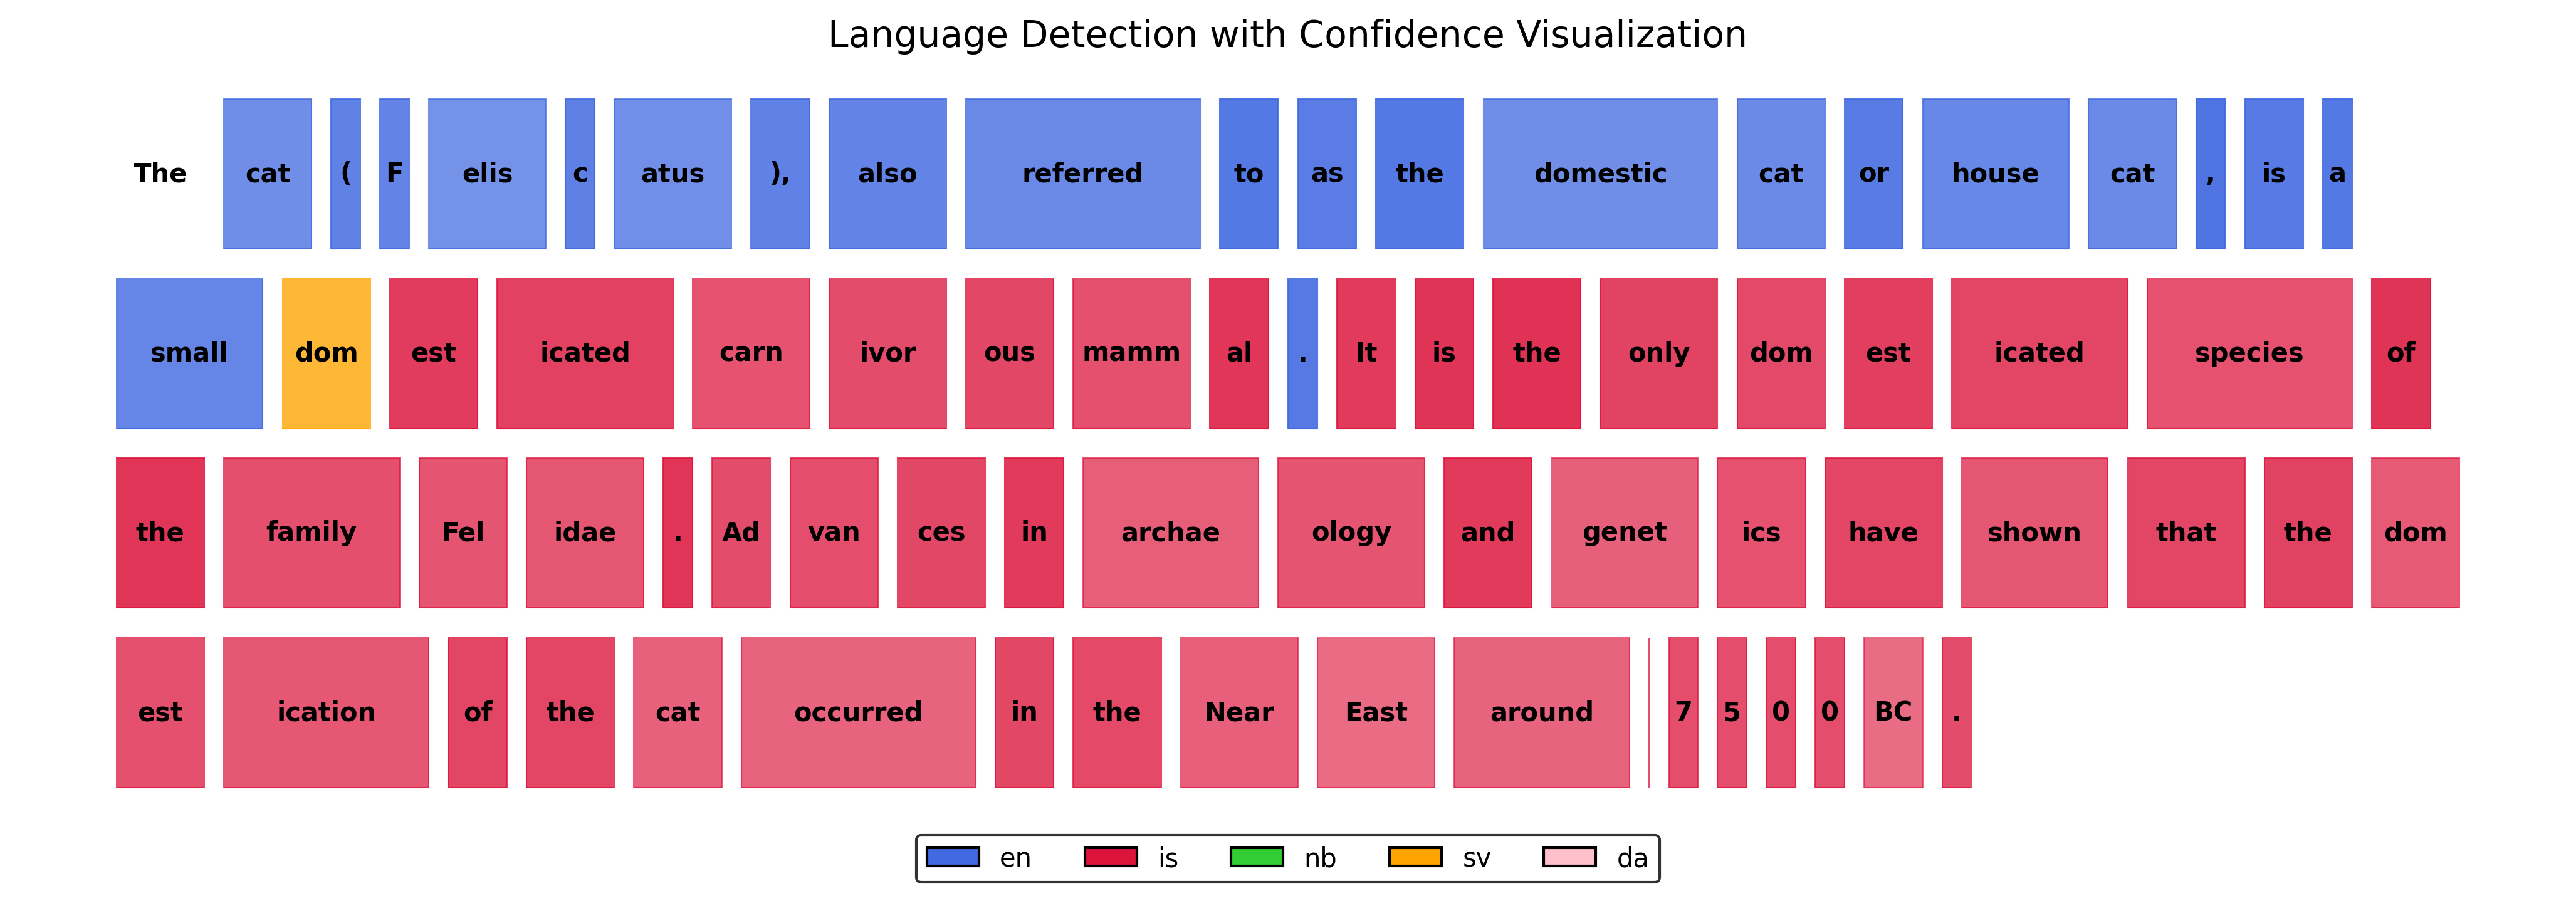 Language Detection with Confidence Visualization
The cat ( F elis c atus ), also referred to as the domestic cat or house cat , is a
small dom est icated carn ivor ous mamm al . It is the only dom est icated species of
the family Fel idae . Ad van ces in archae ology and genet ics have shown that the dom
est ication of the cat occurred in the Near East around 7 5 0 0 BC .
en is nb sv da